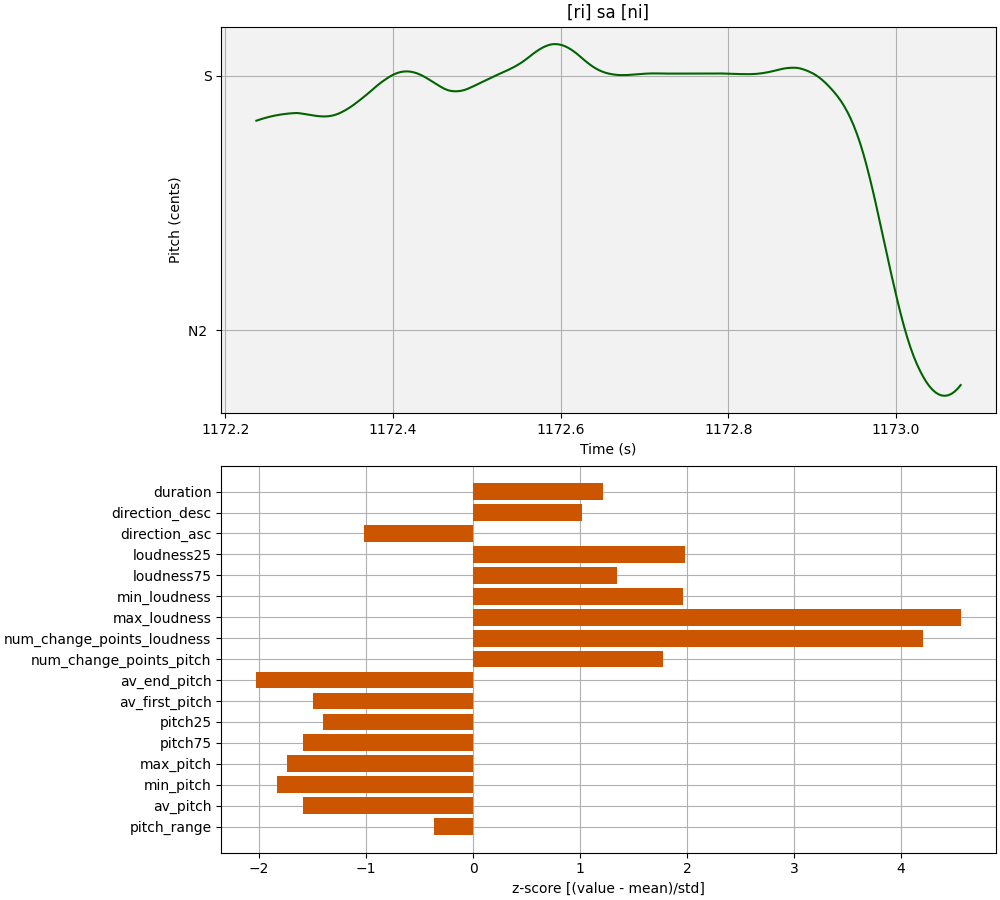 [ri] sa [ni]
S
N2
Pitch (cents)
1172.2 1172.4 1172.6 1172.8 1173.0
Time (s)
duration
direction_desc
direction_asc
loudness25
loudness75
min_loudness
max_loudness
num_change_points_loudness
num_change_points_pitch
av_end_pitch
av_first_pitch
pitch25
pitch75
max_pitch
min_pitch
av_pitch
pitch_range
−2 −1 0 1 2 3 4
z-score [(value - mean)/std]